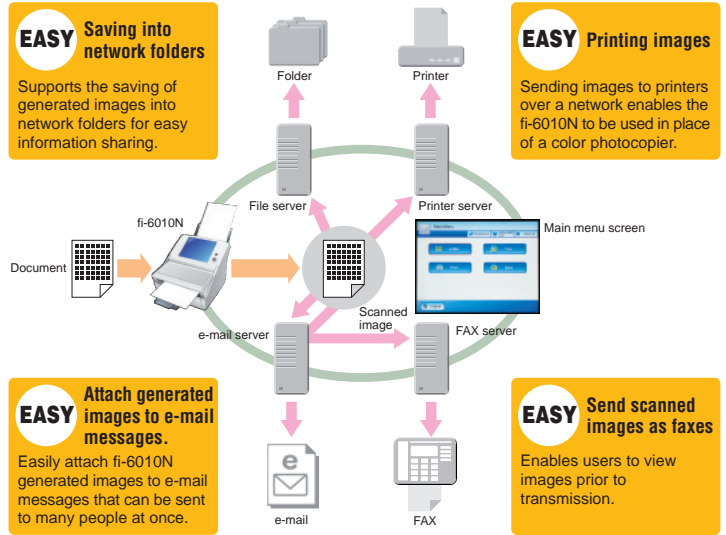 EASY
Saving into
network folders
Supports the saving of
generated images into
network folders for easy
information sharing.
Folder
Printer
EASY
Printing images
Sending images to printers
over a network enables the
fi-6010N to be used in place
of a color photocopier.
File server
Printer server
fi-6010N
Main menu screen
Document
Scanned
image
e-mail server
FAX server
EASY
Attach generated
images to e-mail
messages.
Easily attach fi-6010N
generated images to e-mail
messages that can be sent
to many people at once.
e
e-mail
FAX
EASY
Send scanned
images as faxes
Enables users to view
images prior to
transmission.